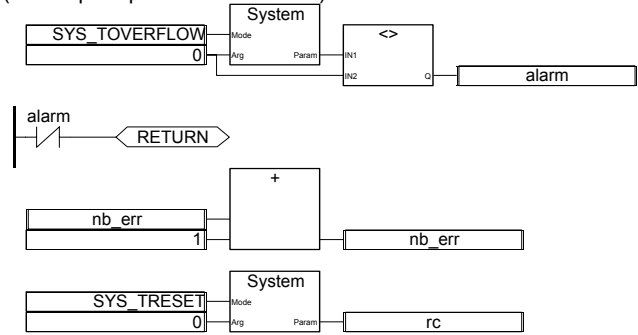 System
SYS_TOVERFLOW Mode <>
0 Arg Param IN1
IN2 Q alarm
alarm
RETURN
+
nb_err
1 nb_err
System
SYS_TRESET Mode
0 Arg Param rc